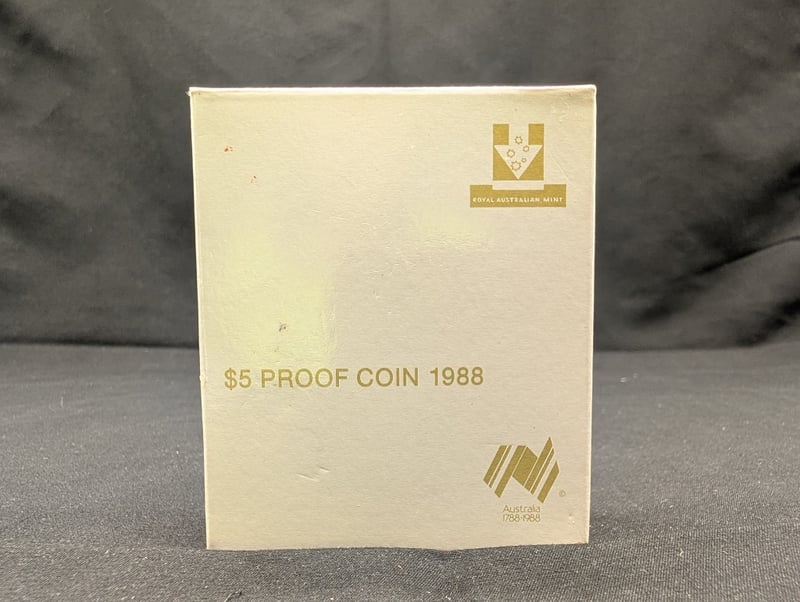 ROYAL AUSTRALIAN MINT
$5 PROOF COIN 1988
©
Australia
1788-1988